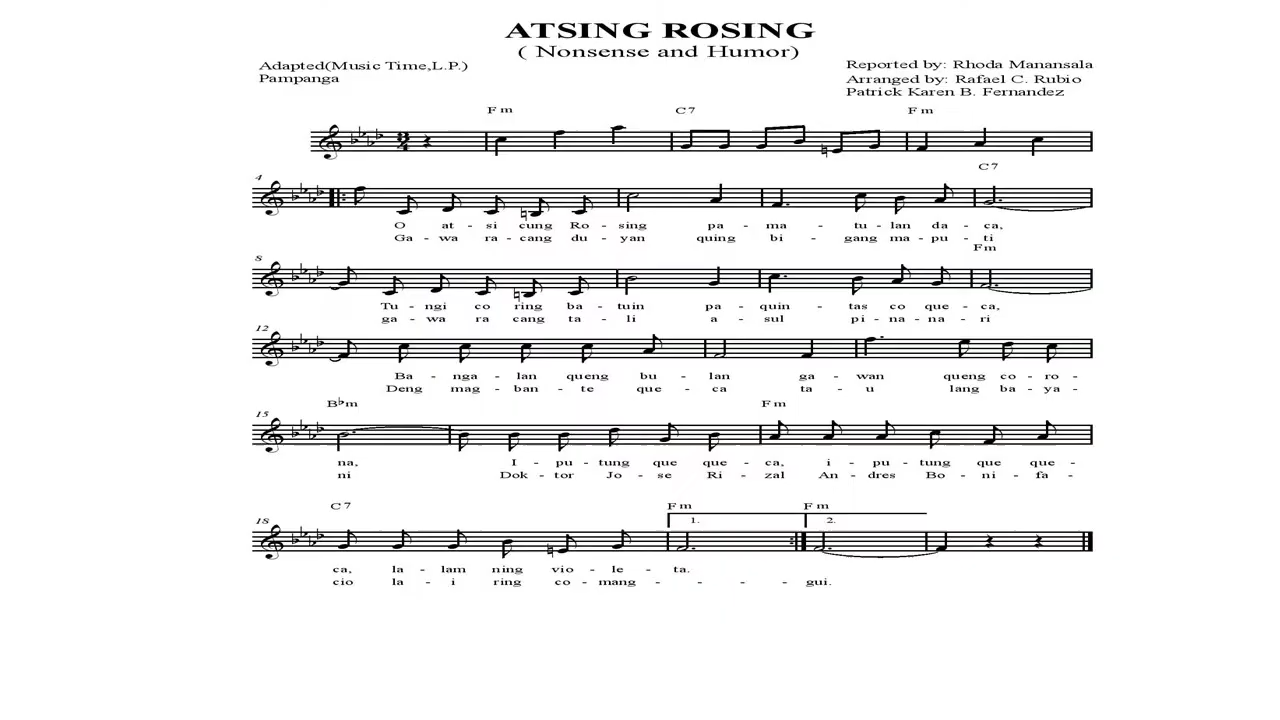 ATSING ROSING
( Nonsense and Humor)
Adapted(Music Time,L.P.)
Pampanga
Reported by: Rhoda Manansala
Arranged by: Rafael C. Rubio
Patrick Karen B. Fernandez
Fm C7 Fm
3/4
4 C7
O at - si cung Ro - sing pa - ma - tu - lan da - ca,
Ga - wa ra - cang du - yan quing bi - gang ma - pu - ti
Fm
8
Tu - ngi co ring ba - tuin pa - quin - tas co que - ca,
ga - wa ra cang ta - li a - sul pi - na - na - ri
12
Ba - nga - lan queng bu - lan ga - wan queng co - ro -
Deng mag - ban - te que - ca ta - u lang ba - ya -
B♭m Fm
15
na, I - pu - tung que que - ca, i - pu - tung que que -
ni Dok - tor Jo - se Ri - zal An - dres Bo - ni - fa -
C7 Fm Fm
18 1. 2.
ca, la - lam ning vio - le - ta.
cio la - i ring co - mang - - - gui.